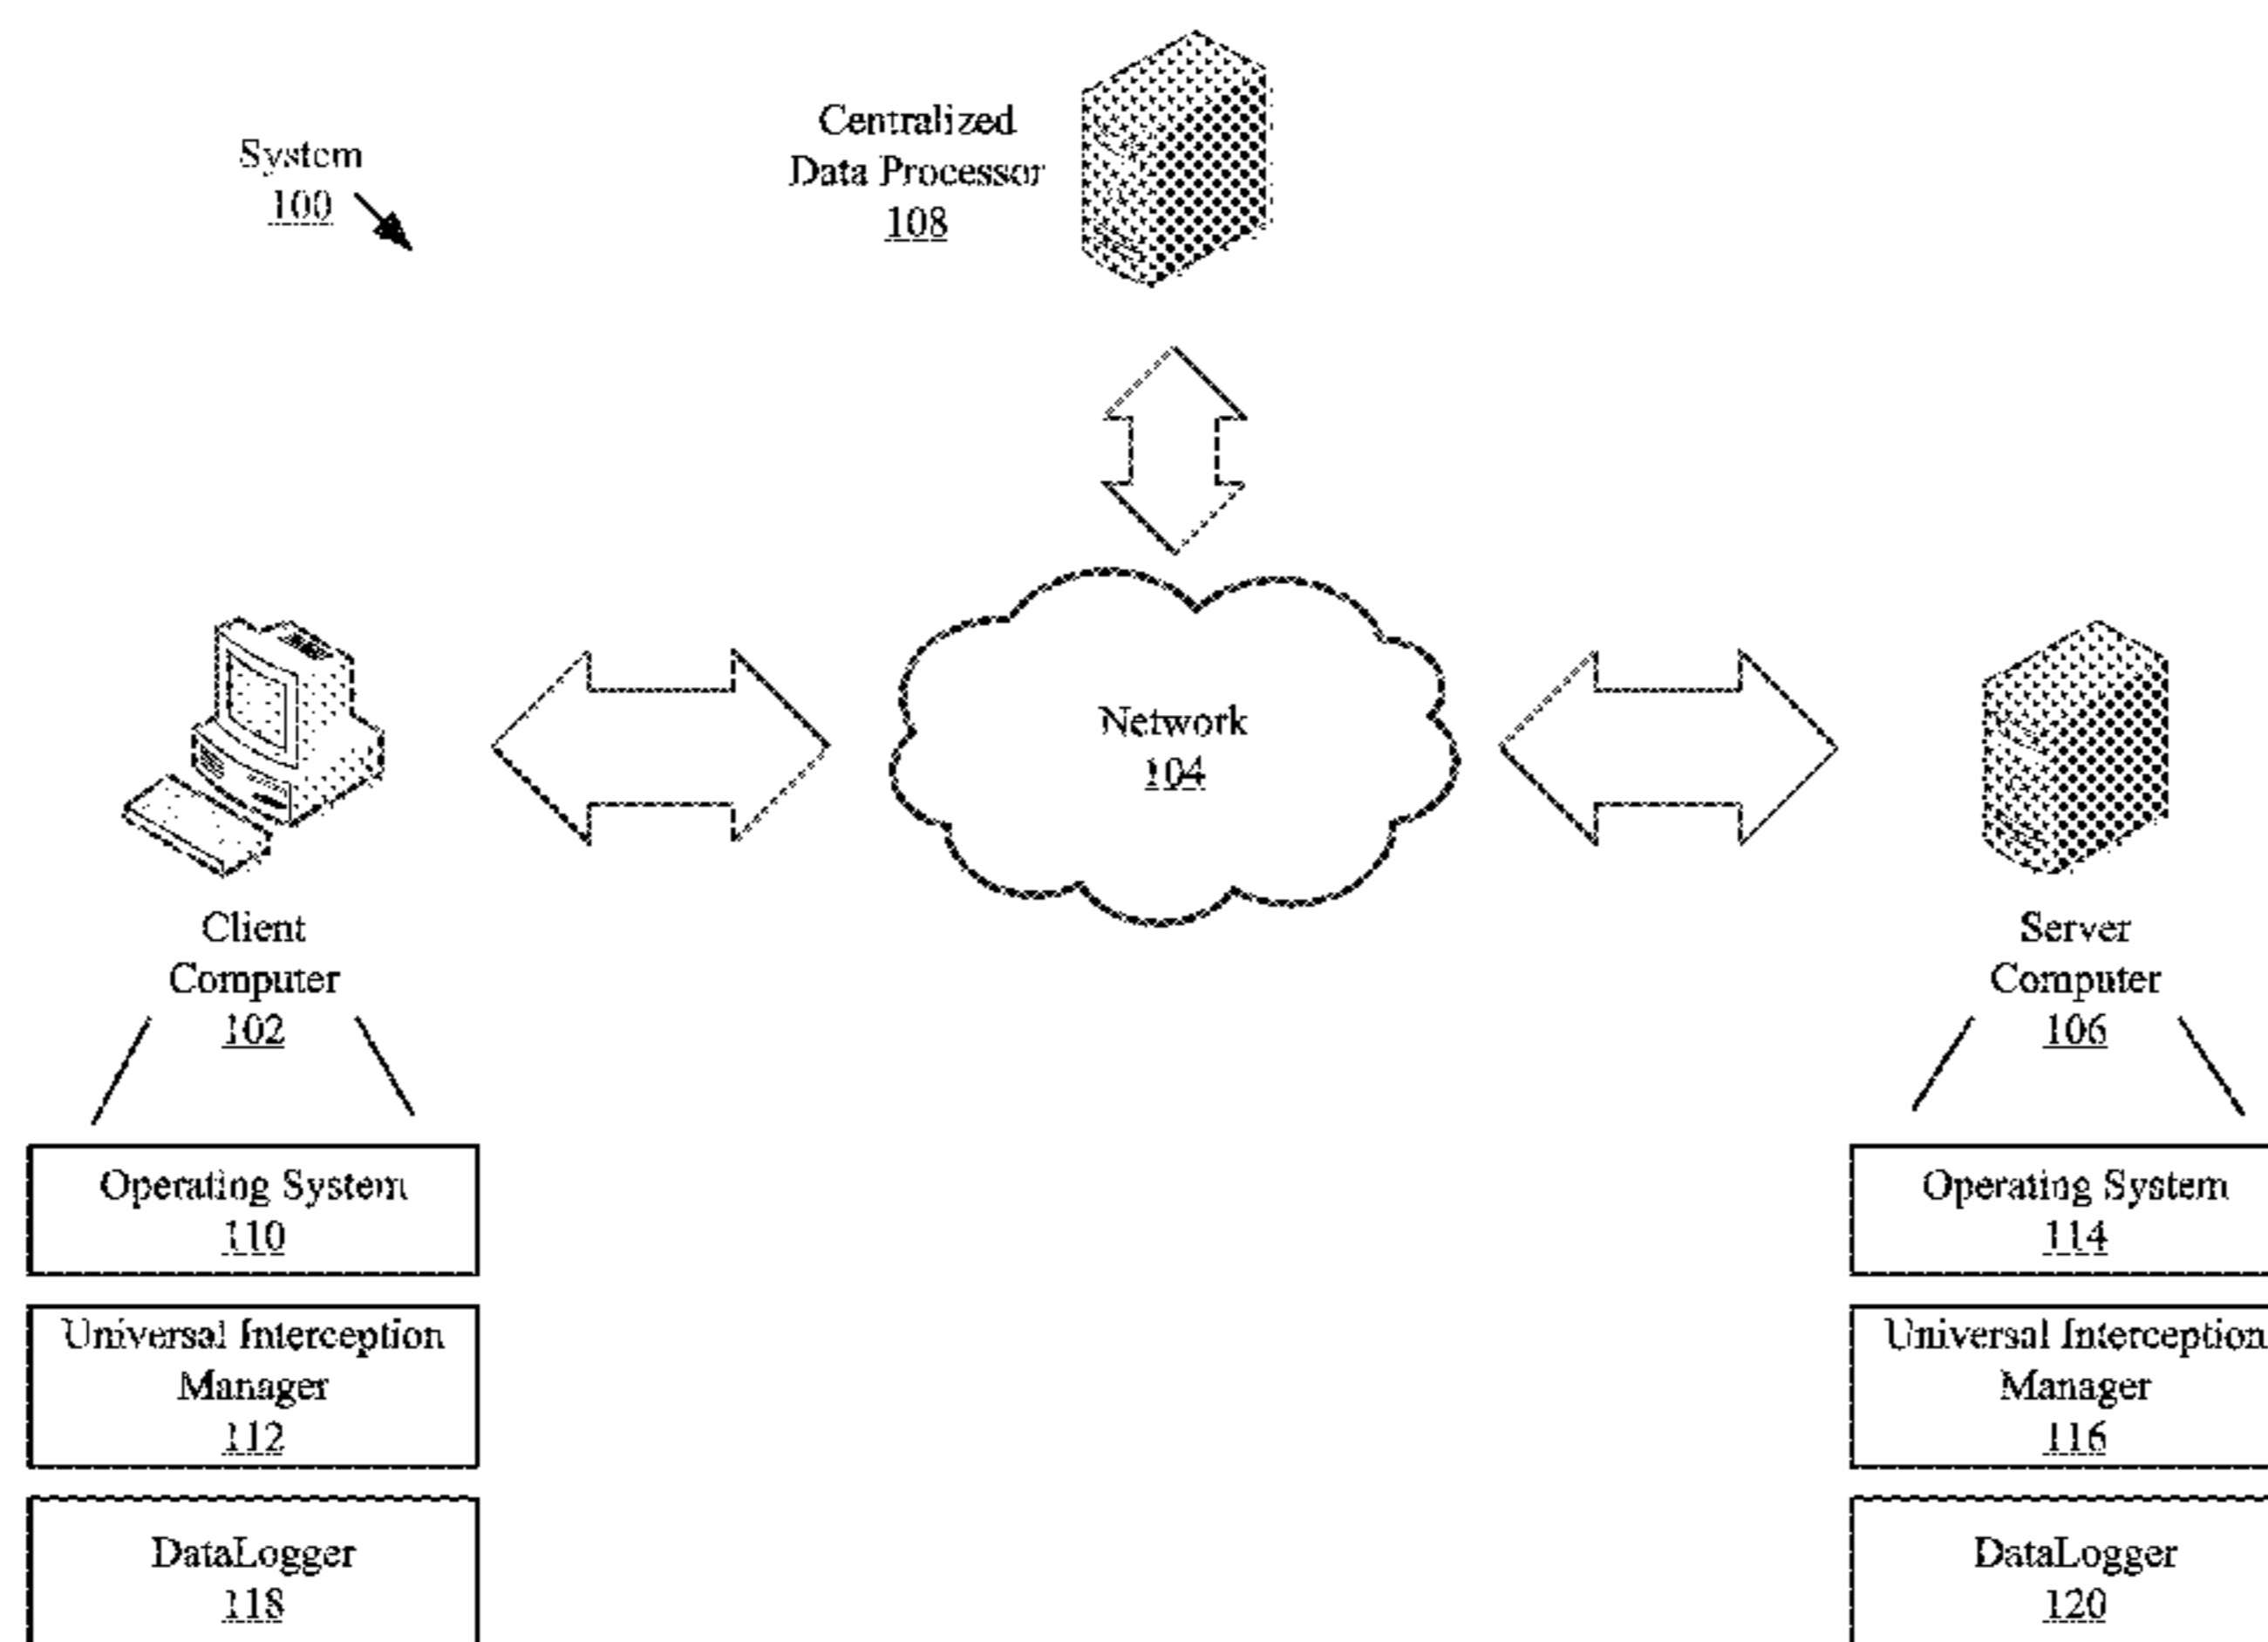 System
100
Centralized
Data Processor
108
Network
104
Client
Computer
102
Server
Computer
106
Operating System
110
Universal Interception
Manager
112
DataLogger
118
Operating System
114
Universal Interception
Manager
116
DataLogger
120